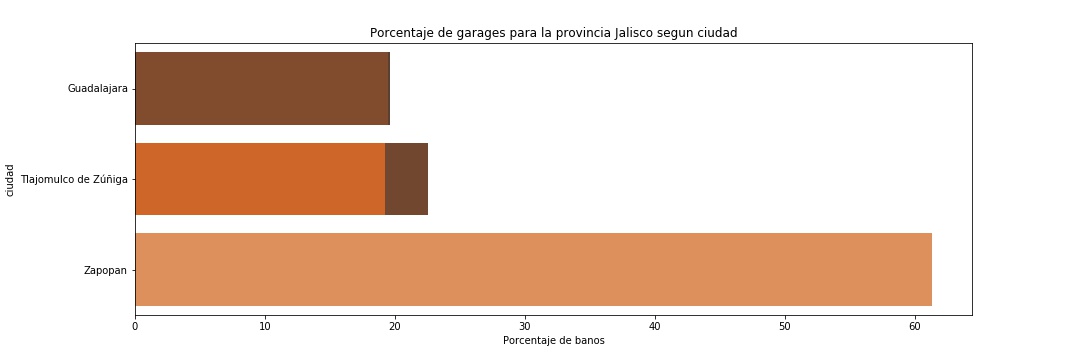 Porcentaje de garages para la provincia Jalisco segun ciudad
ciudad
Guadalajara
Tlajomulco de Zúñiga
Zapopan
0 10 20 30 40 50 60
Porcentaje de banos